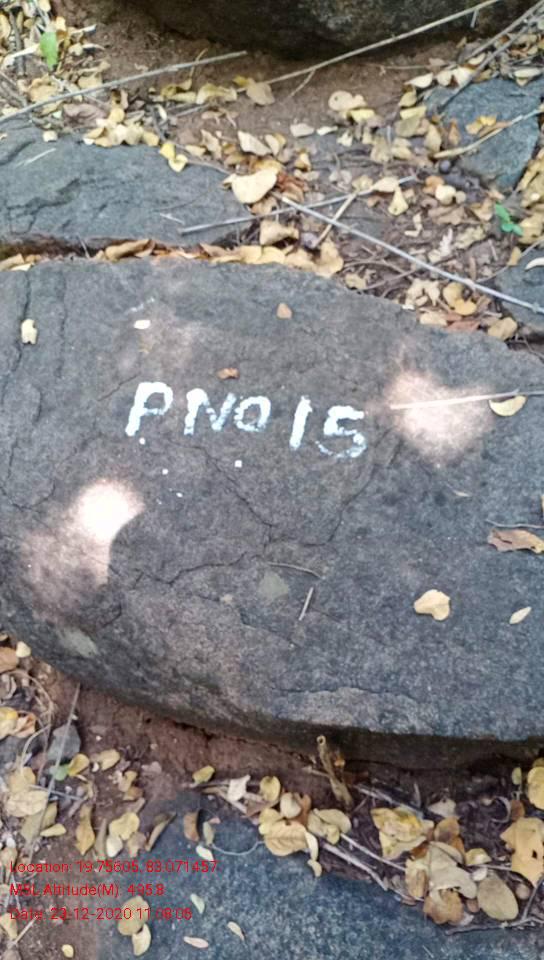 PNO 15
Location: 19.75605, 83.071457
MSL Altitude(M): 495.8
Date: 23-12-2020 11:08:06